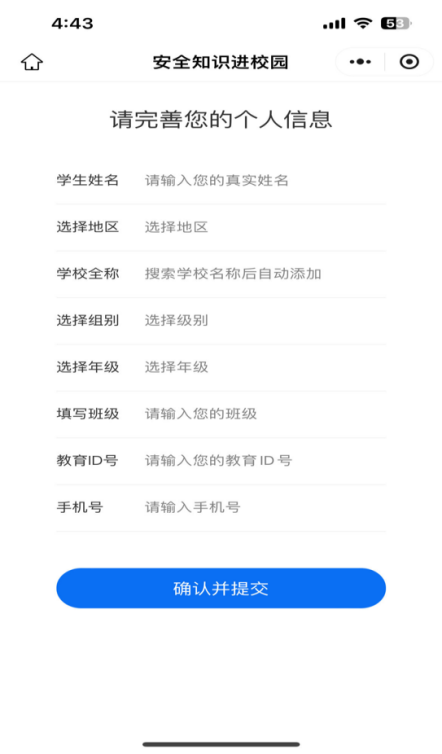 4:43
53
安全知识进校园
请完善您的个人信息
学生姓名 请输入您的真实姓名
选择地区 选择地区
学校全称 搜索学校名称后自动添加
选择组别 选择级别
选择年级 选择年级
填写班级 请输入您的班级
教育ID号 请输入您的教育ID号
手机号 请输入手机号
确认并提交